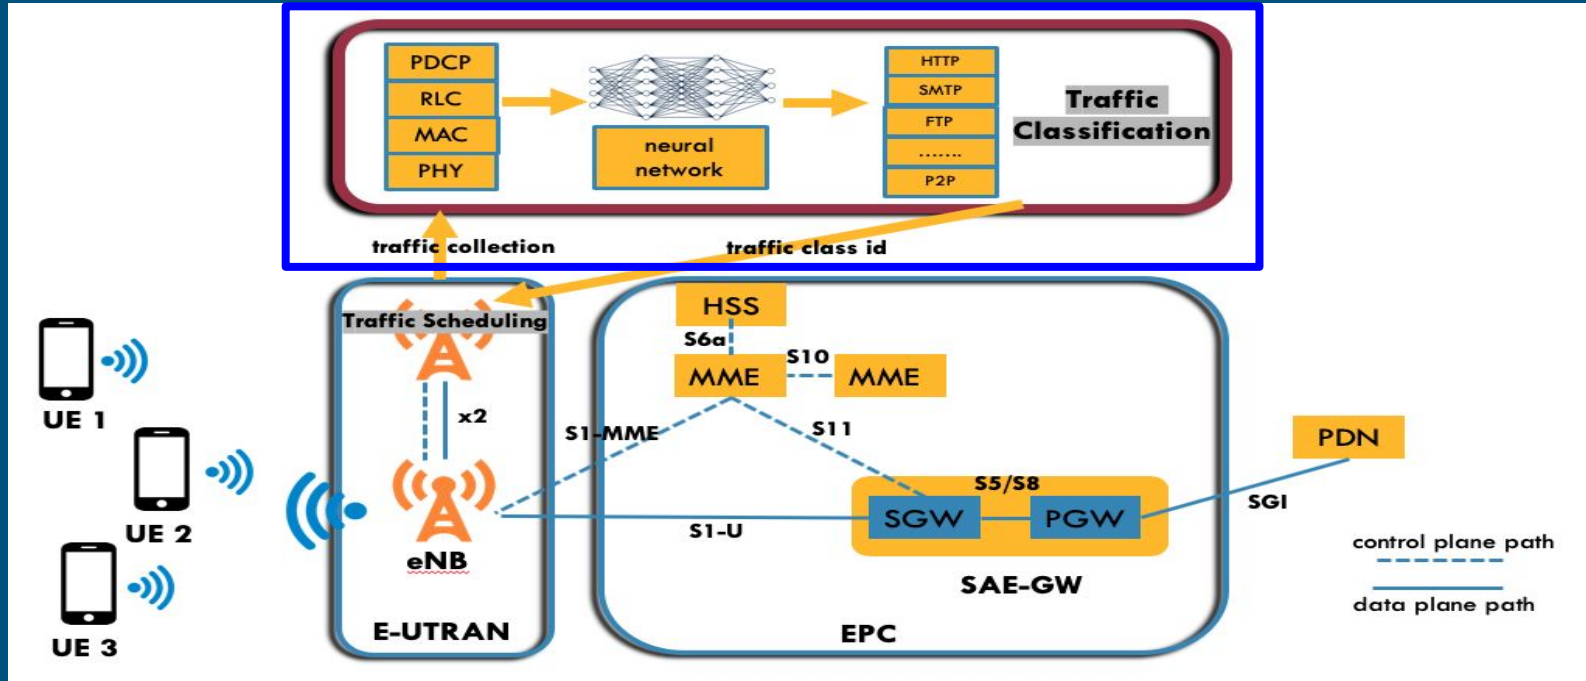 PDCP
RLC
MAC
PHY
neural
network
HTTP
SMTP
FTP
.......
P2P
Traffic
Classification
traffic collection
traffic class id
Traffic Scheduling
x2
eNB
E-UTRAN
UE 1
UE 2
UE 3
HSS
S6a
MME
S10
MME
S1-MME
S11
S5/S8
SGW
PGW
S1-U
SAE-GW
EPC
PDN
SGI
control plane path
data plane path